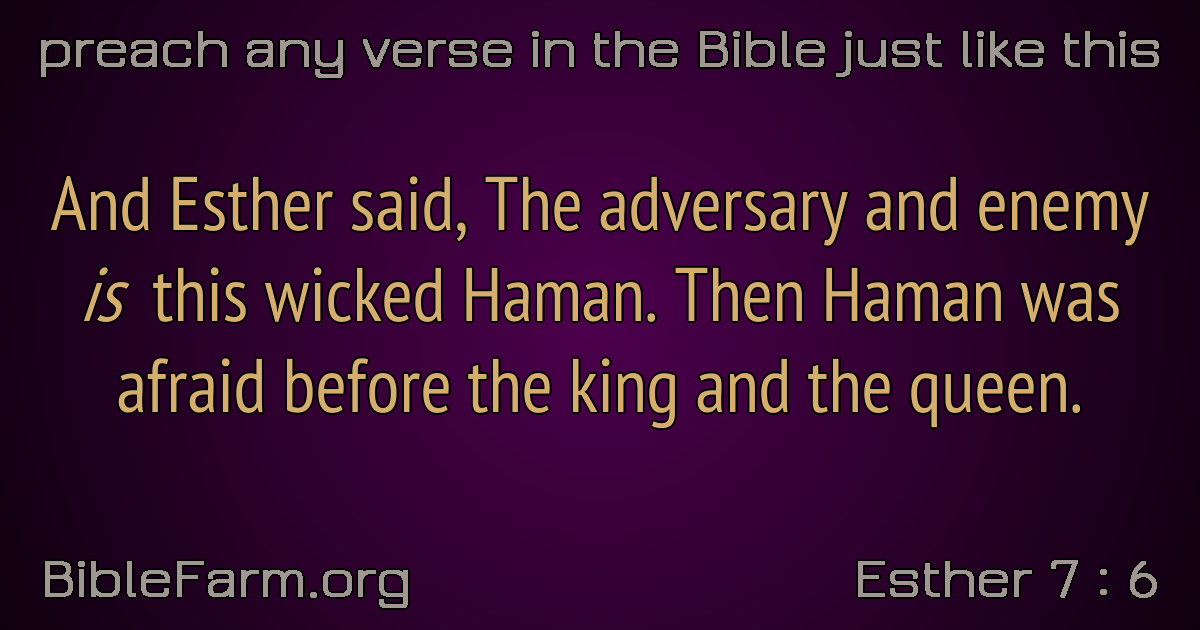 preach any verse in the Bible just like this
And Esther said, The adversary and enemy
is this wicked Haman. Then Haman was
afraid before the king and the queen.
BibleFarm.org
Esther 7 : 6